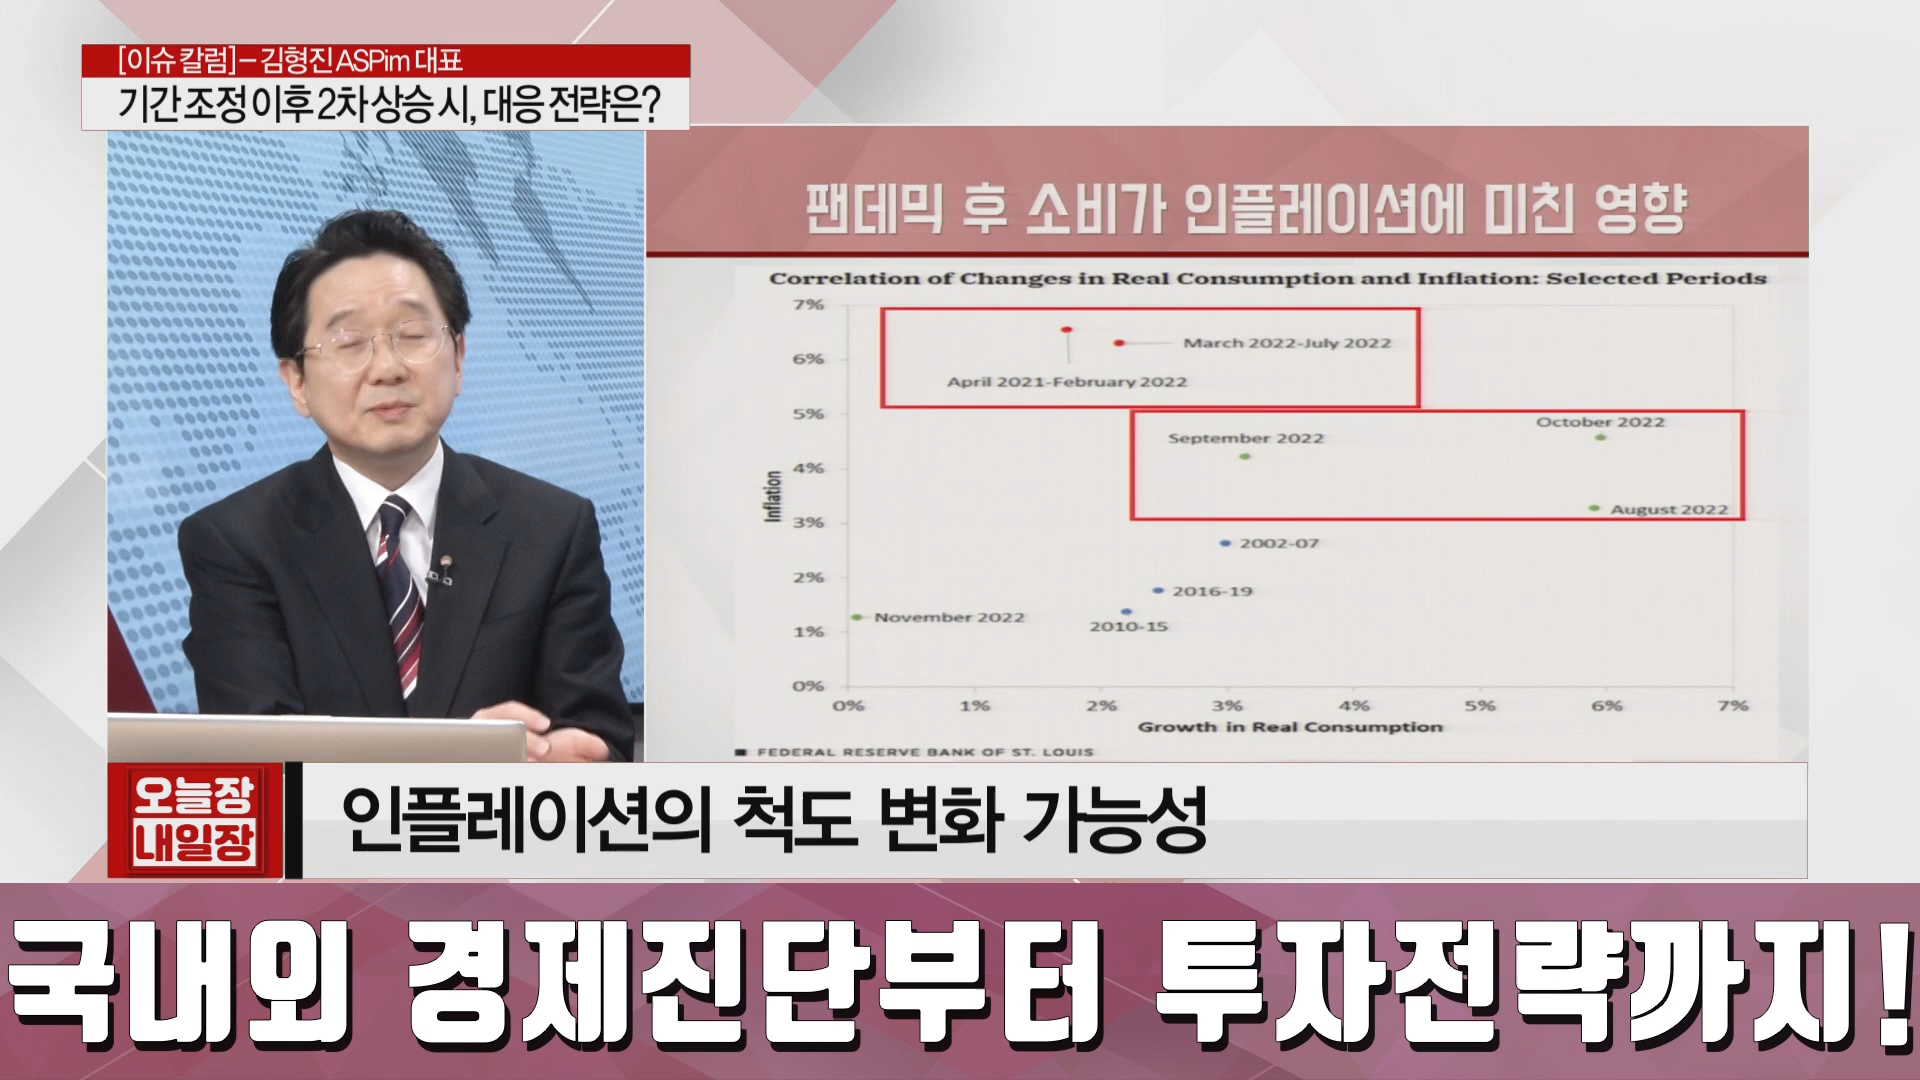 [이슈 칼럼] – 김형진 ASPim 대표
기간 조정 이후 2차 상승 시, 대응 전략은?
팬데믹 후 소비가 인플레이션에 미친 영향
Correlation of Changes in Real Consumption and Inflation: Selected Periods
7%
March 2022-July 2022
6%
April 2021-February 2022
5%
October 2022
September 2022
4%
Inflation
August 2022
3%
2002-07
2%
2016-19
November 2022
2010-15
1%
0%
0% 1% 2% 3% 4% 5% 6% 7%
Growth in Real Consumption
FEDERAL RESERVE BANK OF ST. LOUIS
오늘장
내일장
인플레이션의 척도 변화 가능성
국내외 경제진단부터 투자전략까지!